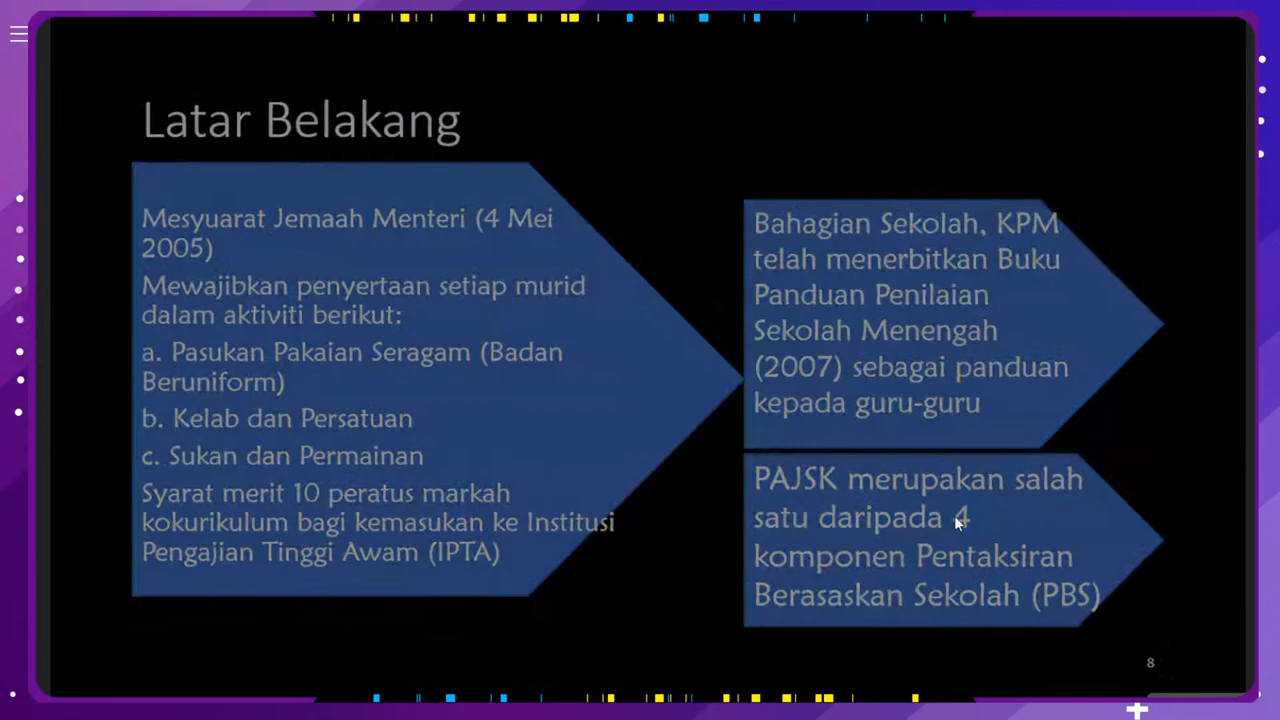 Latar Belakang
Mesyuarat Jemaah Menteri (4 Mei
2005)
Mewajibkan penyertaan setiap murid
dalam aktiviti berikut:
a. Pasukan Pakaian Seragam (Badan
Beruniform)
b. Kelab dan Persatuan
c. Sukan dan Permainan
Syarat merit 10 peratus markah
kokurikulum bagi kemasukan ke Institusi
Pengajian Tinggi Awam (IPTA)
Bahagian Sekolah, KPM
telah menerbitkan Buku
Panduan Penilaian
Sekolah Menengah
(2007) sebagai panduan
kepada guru-guru
PAJSK merupakan salah
satu daripada 4
komponen Pentaksiran
Berasaskan Sekolah (PBS)
8